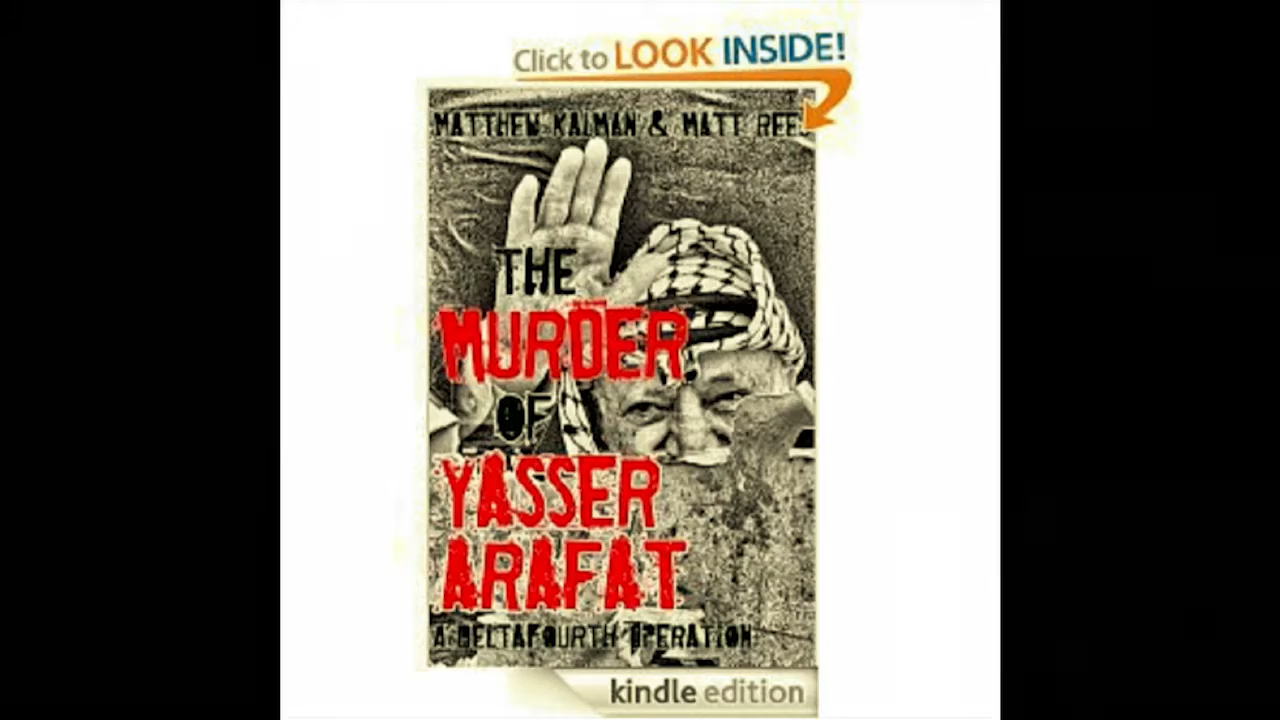 Click to LOOK INSIDE!
MATTHEW KALMAN & MATT REES
THE
MURDER
OF
YASSER
ARAFAT
A DELTAFOURTH OPERATION
kindle edition